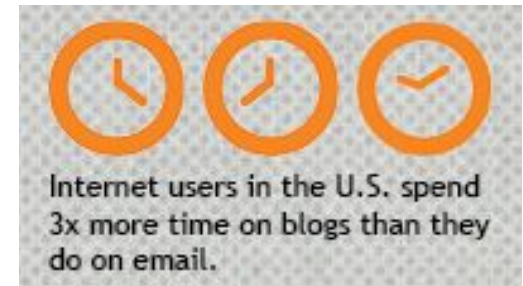 Internet users in the U.S. spend
3x more time on blogs than they
do on email.